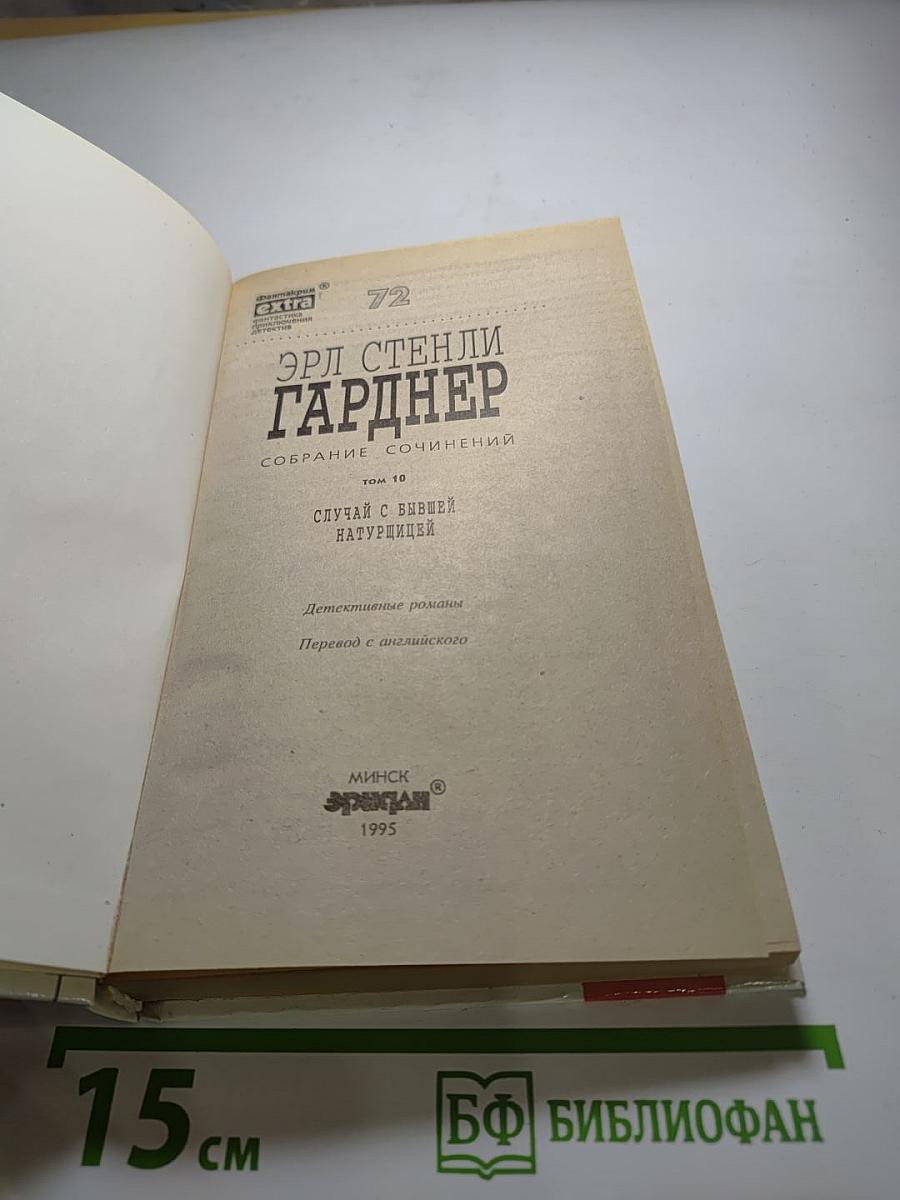 Фантакрим ®
extra
фантастика
приключения
детектив
72
ЭРЛ СТЕНЛИ
ГАРДНЕР
СОБРАНИЕ СОЧИНЕНИЙ
том 10
СЛУЧАЙ С БЫВШЕЙ
НАТУРЩИЦЕЙ
Детективные романы
Перевод с английского
МИНСК
эридан ®
1995
15 см
БФ БИБЛИОФАН